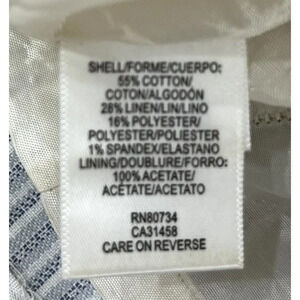 SHELL/FORME/CUERPO:
55% COTTON/
COTON/ALGODÓN
28% LINEN/LIN/LINO
16% POLYESTER/
POLYESTER/POLIESTER
1% SPANDEX/ELASTANO
LINING/DOUBLURE/FORRO:
100% ACETATE/
ACÉTATE/ACETATO
RN80734
CA31458
CARE ON REVERSE